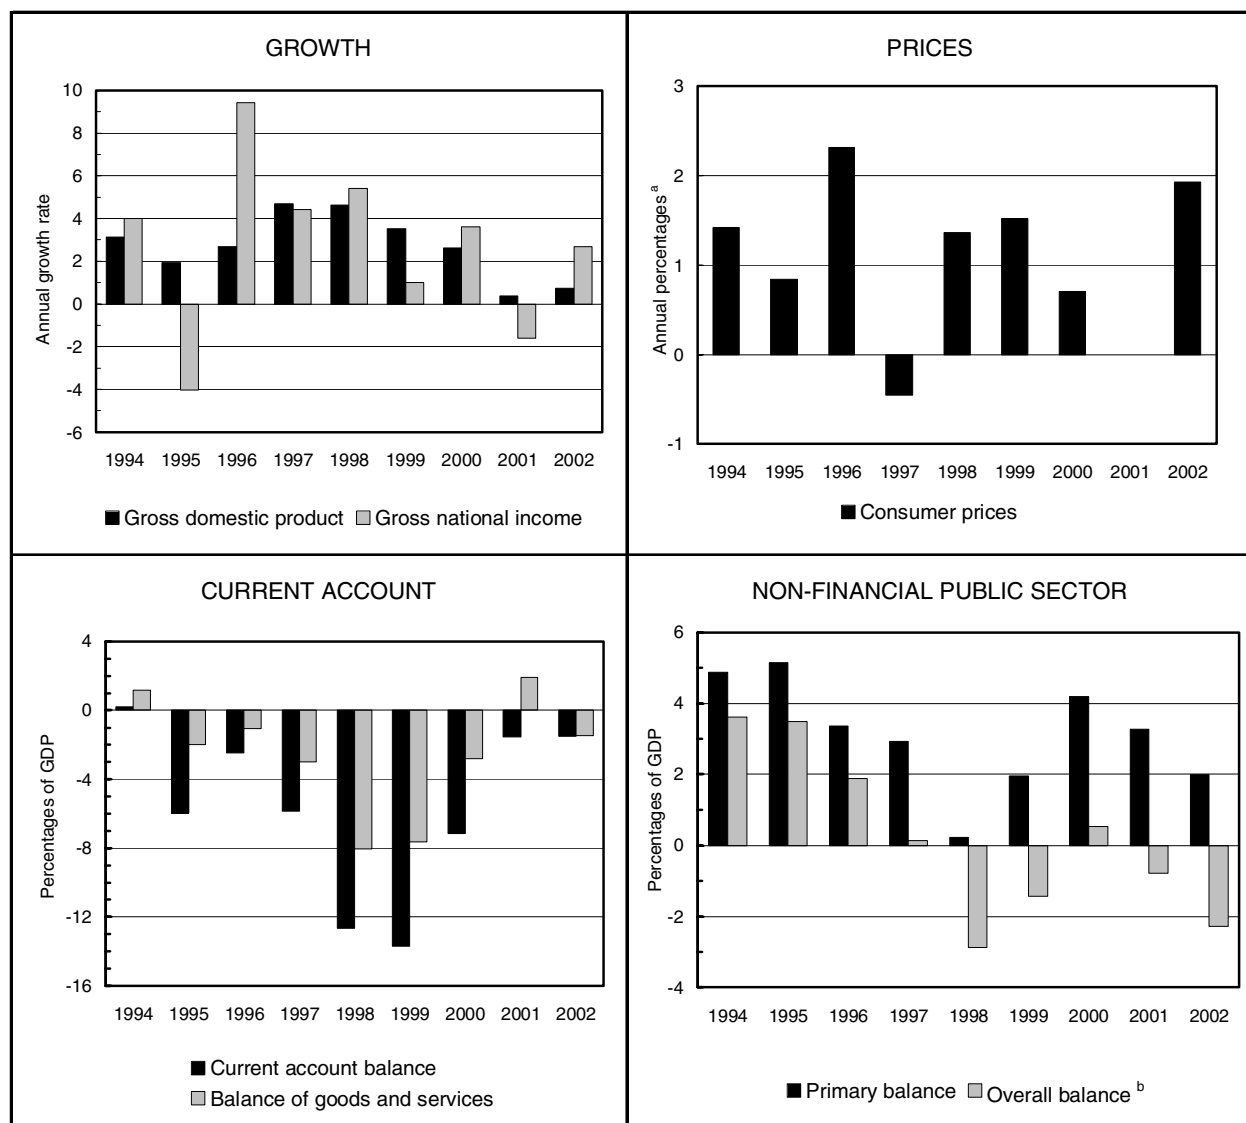 GROWTH
10
8
6
4
2
0
-2
-4
-6
Annual growth rate
1994 1995 1996 1997 1998 1999 2000 2001 2002
Gross domestic product Gross national income
PRICES
3
2
1
0
-1
Annual percentages a
1994 1995 1996 1997 1998 1999 2000 2001 2002
Consumer prices
CURRENT ACCOUNT
4
0
-4
-8
-12
-16
Percentages of GDP
1994 1995 1996 1997 1998 1999 2000 2001 2002
Current account balance
Balance of goods and services
NON-FINANCIAL PUBLIC SECTOR
6
4
2
0
-2
-4
Percentages of GDP
1994 1995 1996 1997 1998 1999 2000 2001 2002
Primary balance Overall balance b